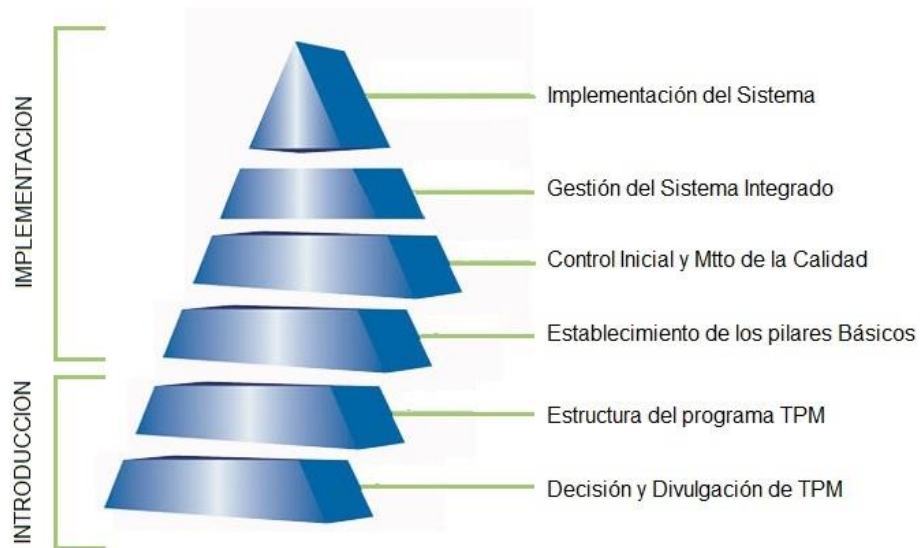 IMPLEMENTACION
Implementación del Sistema
Gestión del Sistema Integrado
Control Inicial y Mtto de la Calidad
Establecimiento de los pilares Básicos
INTRODUCCION
Estructura del programa TPM
Decisión y Divulgación de TPM